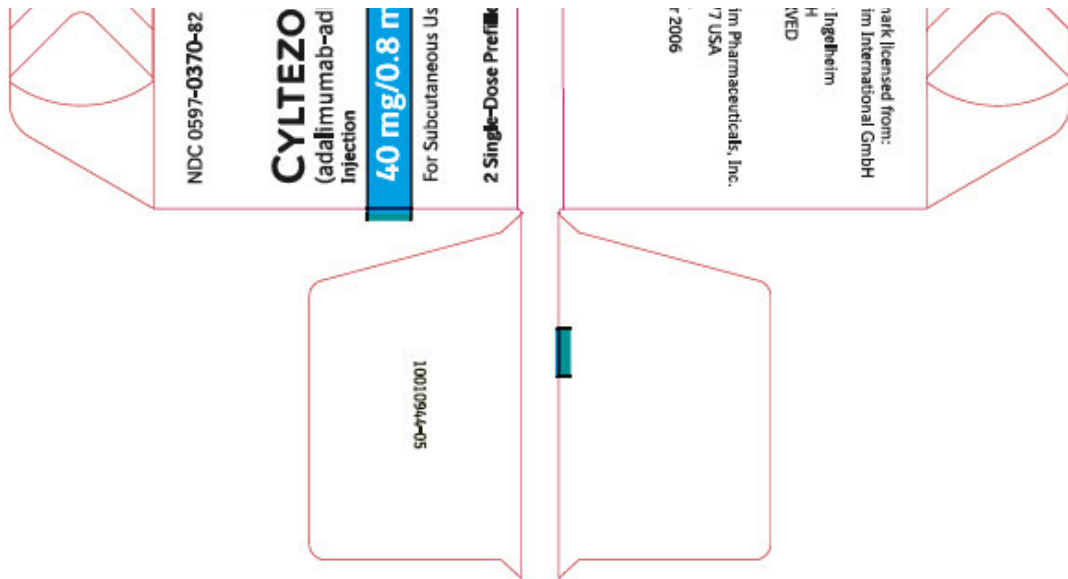 NDC 0597-0370-82
CYLTEZO
(adalimumab-ad
Injection
40 mg/0.8 m
For Subcutaneous Us
2 Single-Dose Prefille
nark licensed from:
im International GmbH
r Ingelheim
H
VED
im Pharmaceuticals, Inc.
7 USA
r 2006
10010944-05